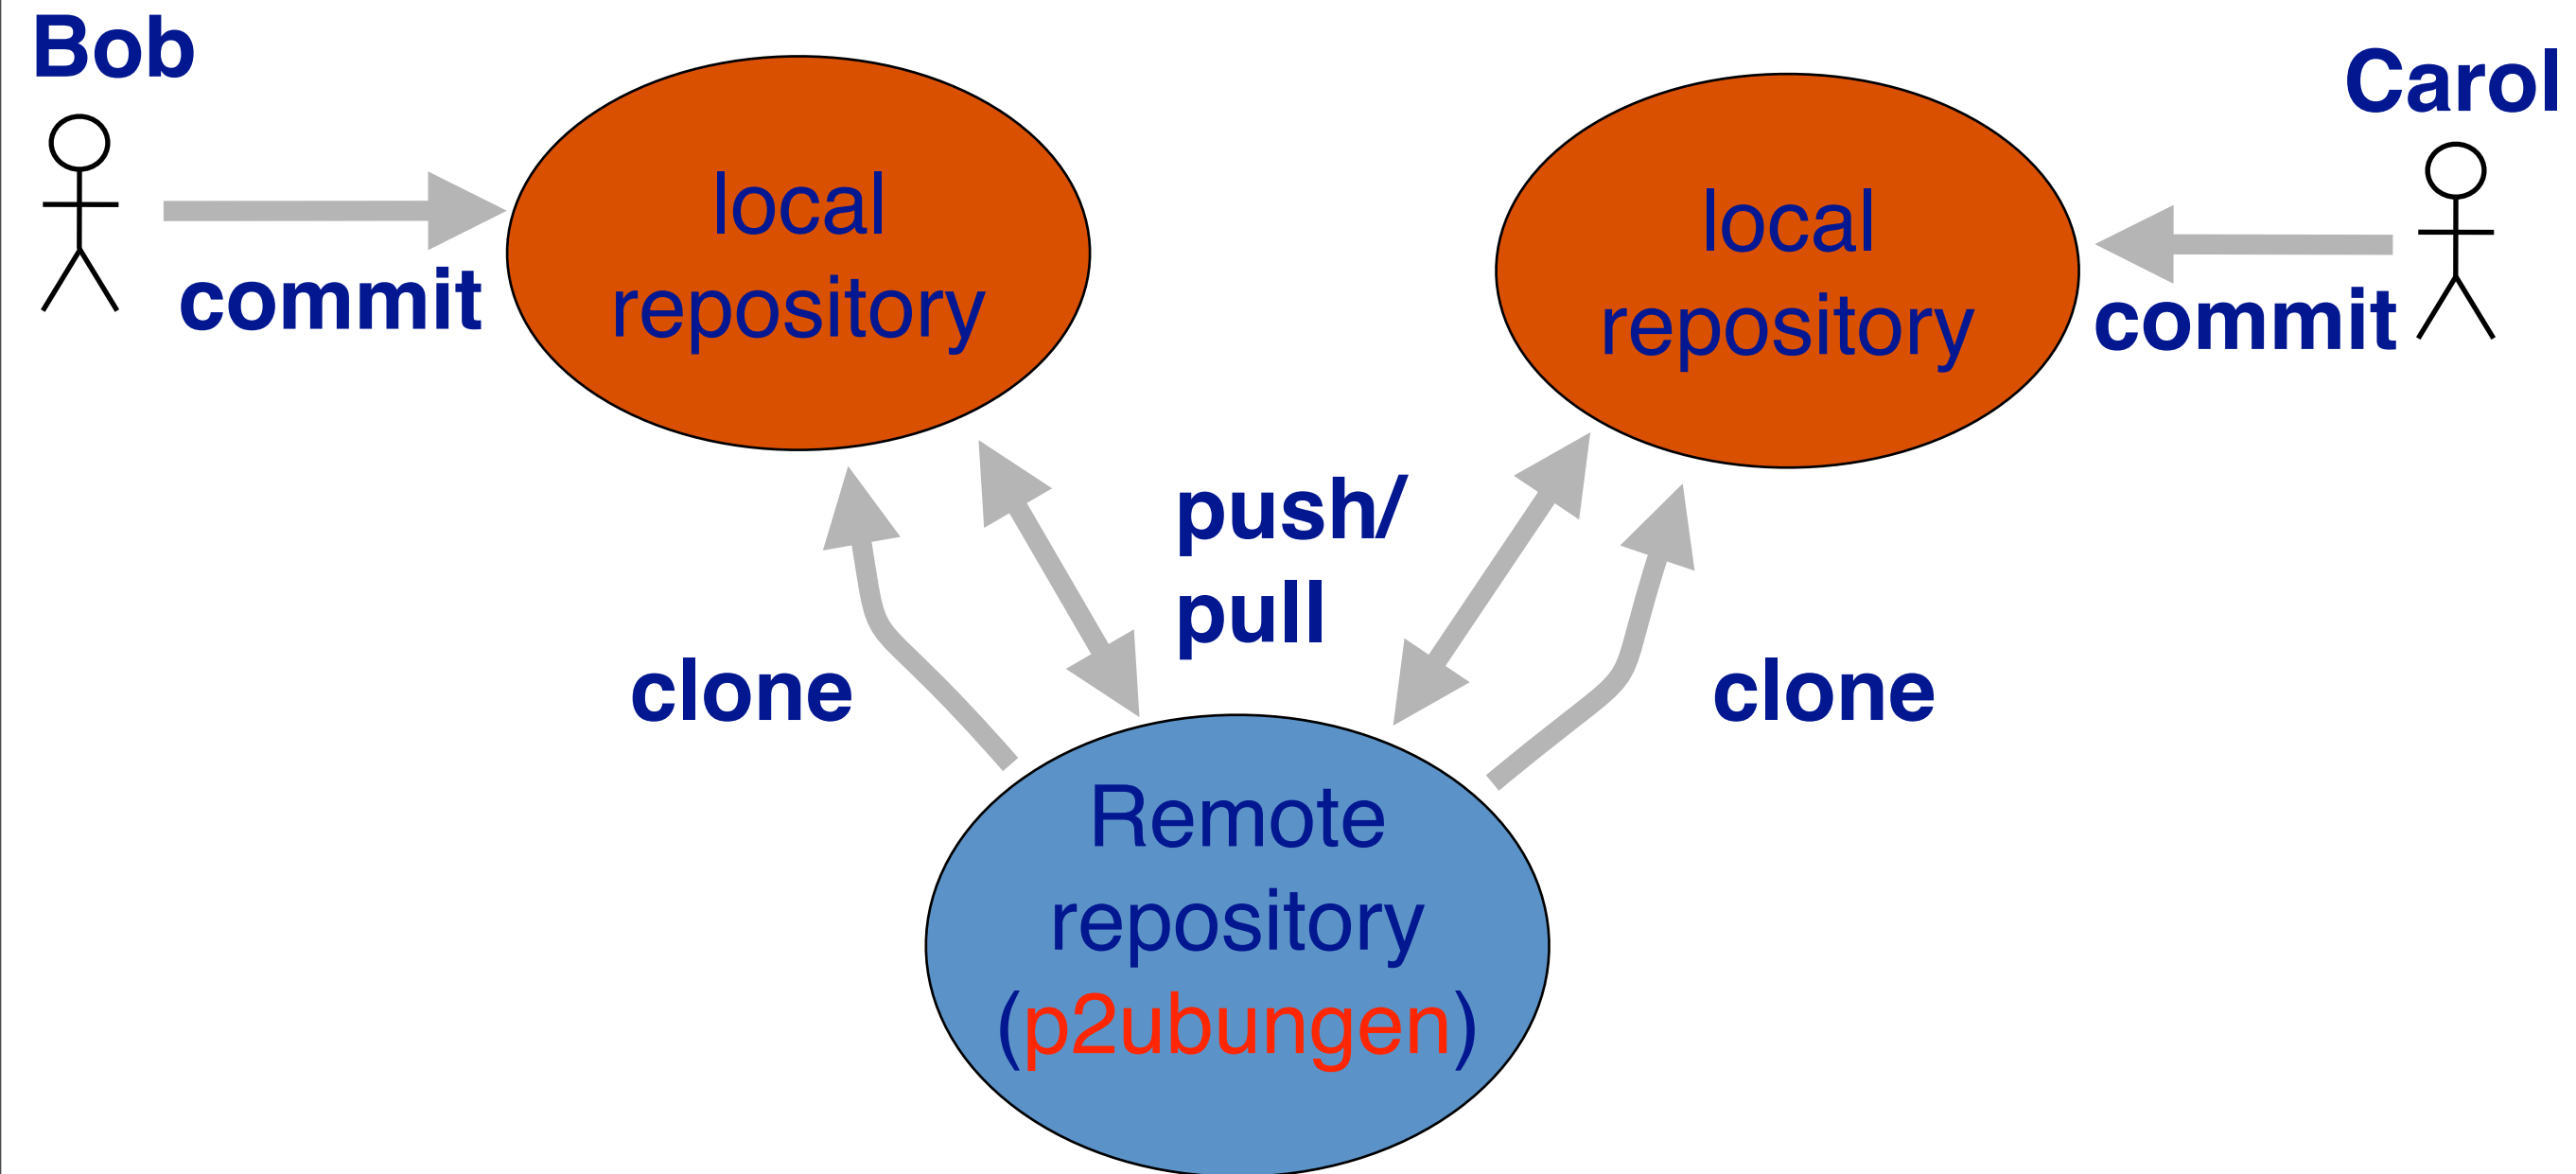 Bob
Carol
local
repository
commit
local
repository
commit
push/
pull
clone
clone
Remote
repository
(p2ubungen)